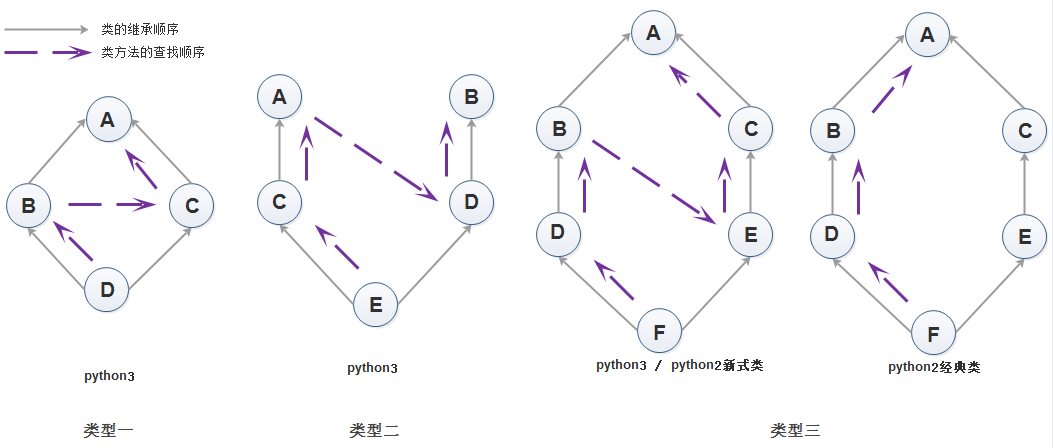 类的继承顺序
类方法的查找顺序
A
B
C
D
python3
类型一
A
B
C
D
E
python3
类型二
A
B
C
D
E
F
python3 / python2新式类
A
B
C
D
E
F
python2经典类
类型三